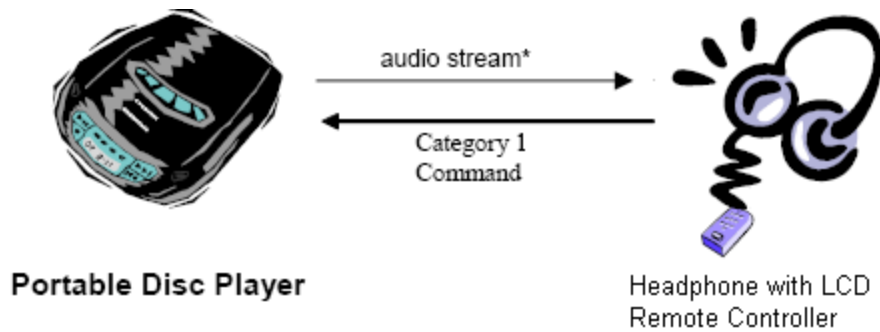 audio stream*
Category 1
Command
Portable Disc Player
Headphone with LCD
Remote Controller